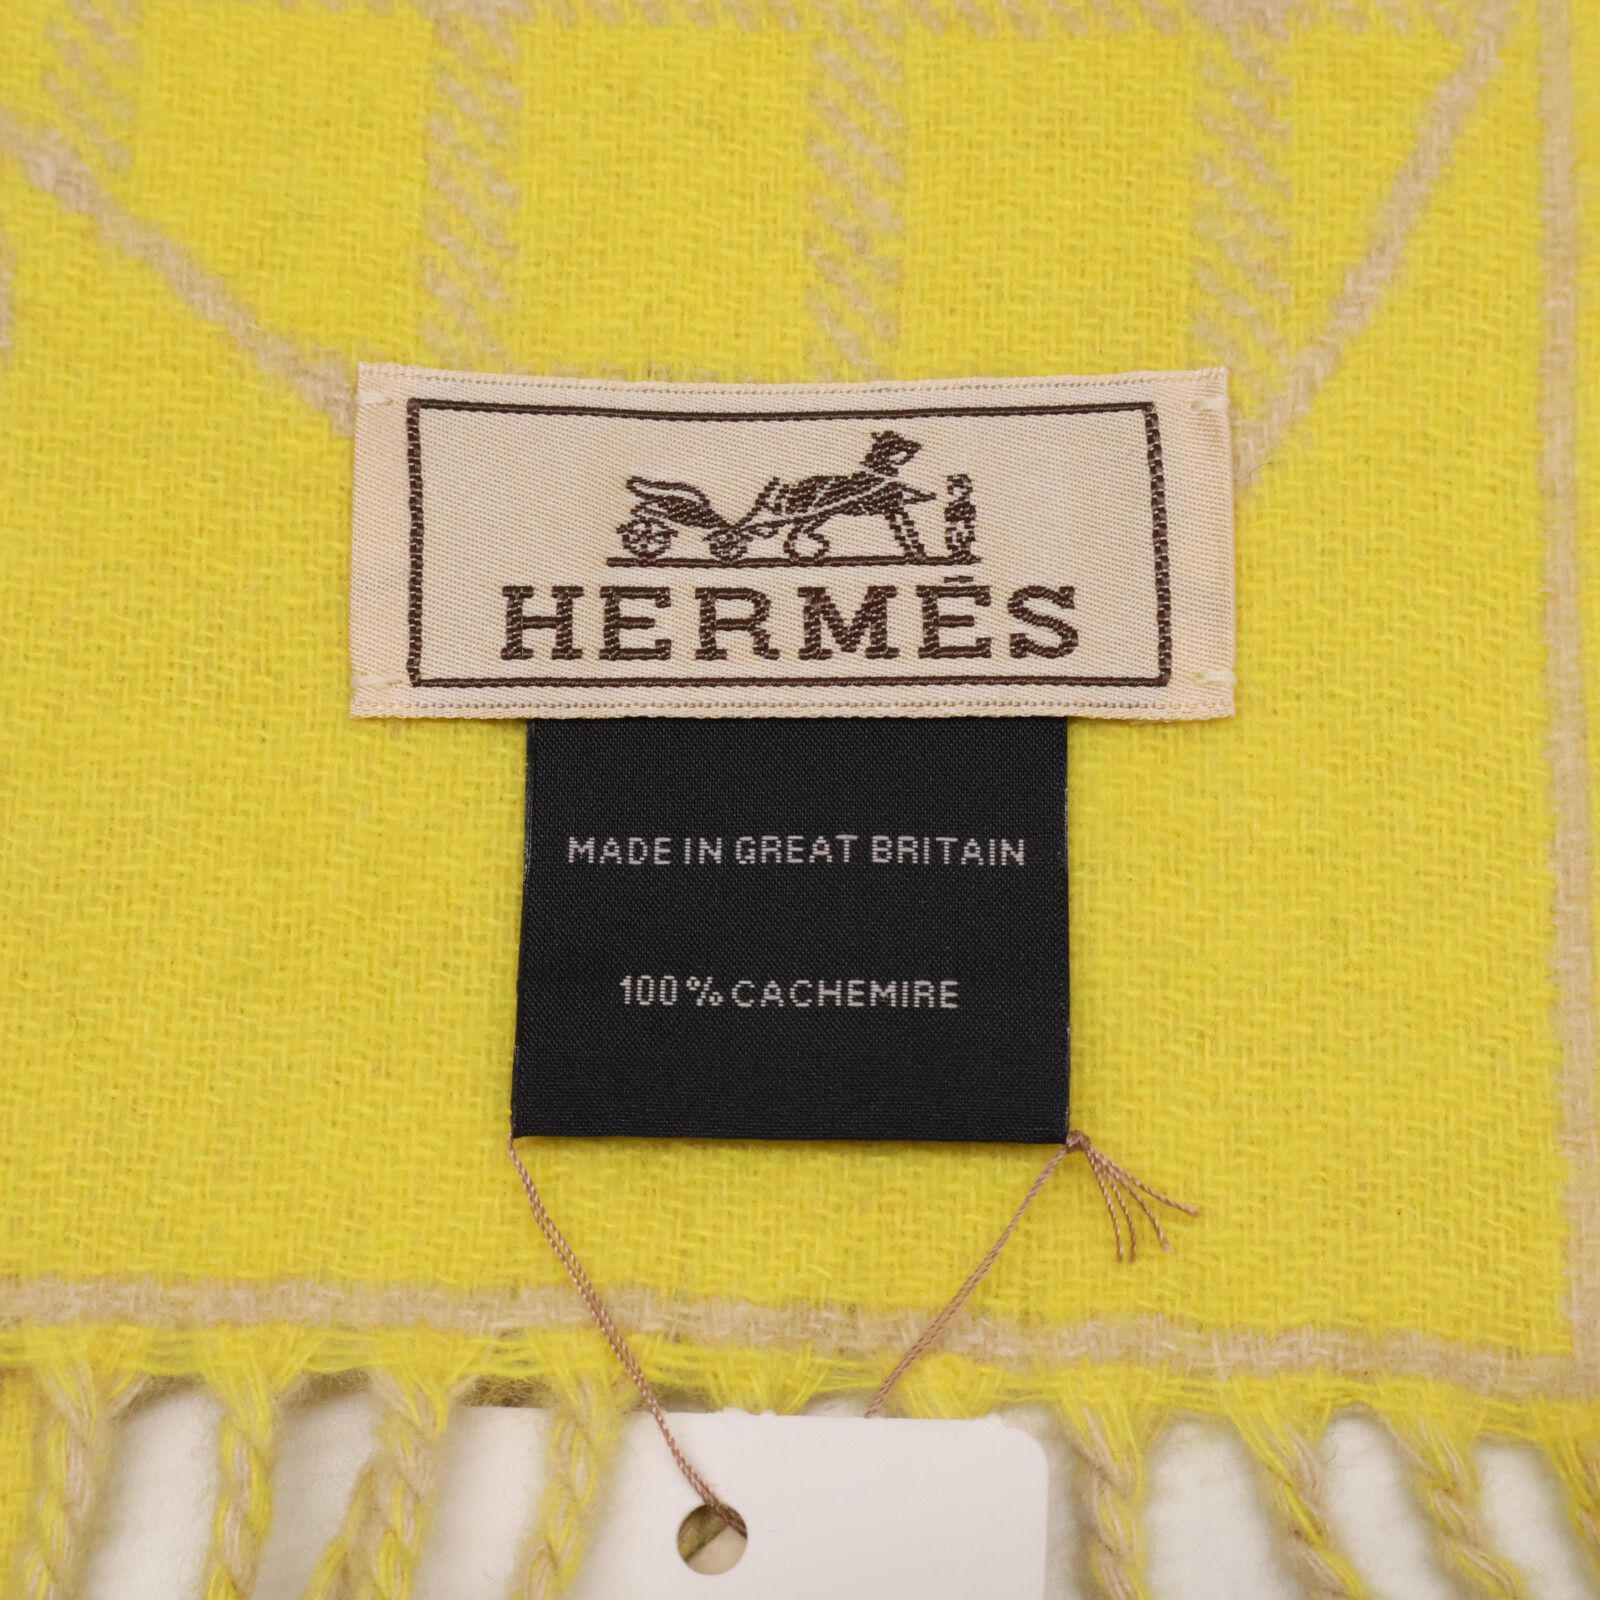 HERMÈS
MADE IN GREAT BRITAIN
100 % CACHEMIRE